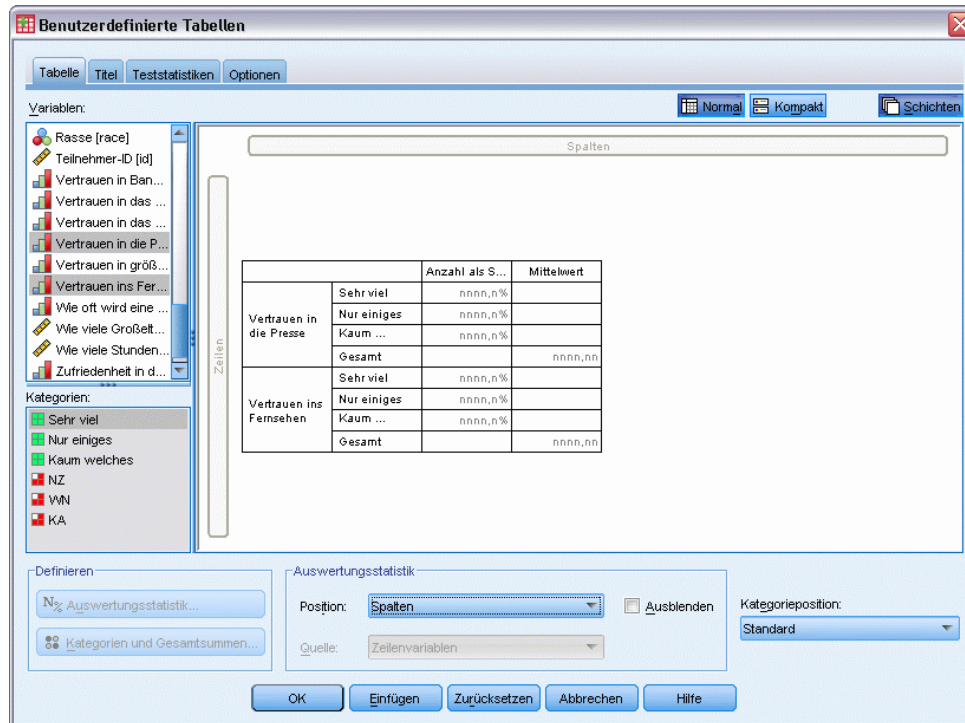 Benutzerdefinierte Tabellen
Tabelle Titel Teststatistiken Optionen
Variablen:
Normal Kompakt Schichten
Rasse [race]
Teilnehmer-ID [id]
Vertrauen in Ban...
Vertrauen in das ...
Vertrauen in das ...
Vertrauen in die P...
Vertrauen in größ...
Vertrauen ins Fer...
Wie oft wird eine ...
Wie viele Großelt...
Wie viele Stunden...
Zufriedenheit in d...
Kategorien:
Sehr viel
Nur einiges
Kaum welches
NZ
WN
KA
Spalten
Zeilen
Anzahl als S... Mittelwert
Vertrauen in die Presse
Sehr viel nnnn,n%
Nur einiges nnnn,n%
Kaum ... nnnn,n%
Gesamt nnnn,nn
Vertrauen ins Fernsehen
Sehr viel nnnn,n%
Nur einiges nnnn,n%
Kaum ... nnnn,n%
Gesamt nnnn,nn
Definieren
N% Auswertungsstatistik...
Kategorien und Gesamtsummen...
Auswertungsstatistik
Position: Spalten Ausblenden
Quelle: Zeilenvariablen
Kategorieposition:
Standard
OK Einfügen Zurücksetzen Abbrechen Hilfe